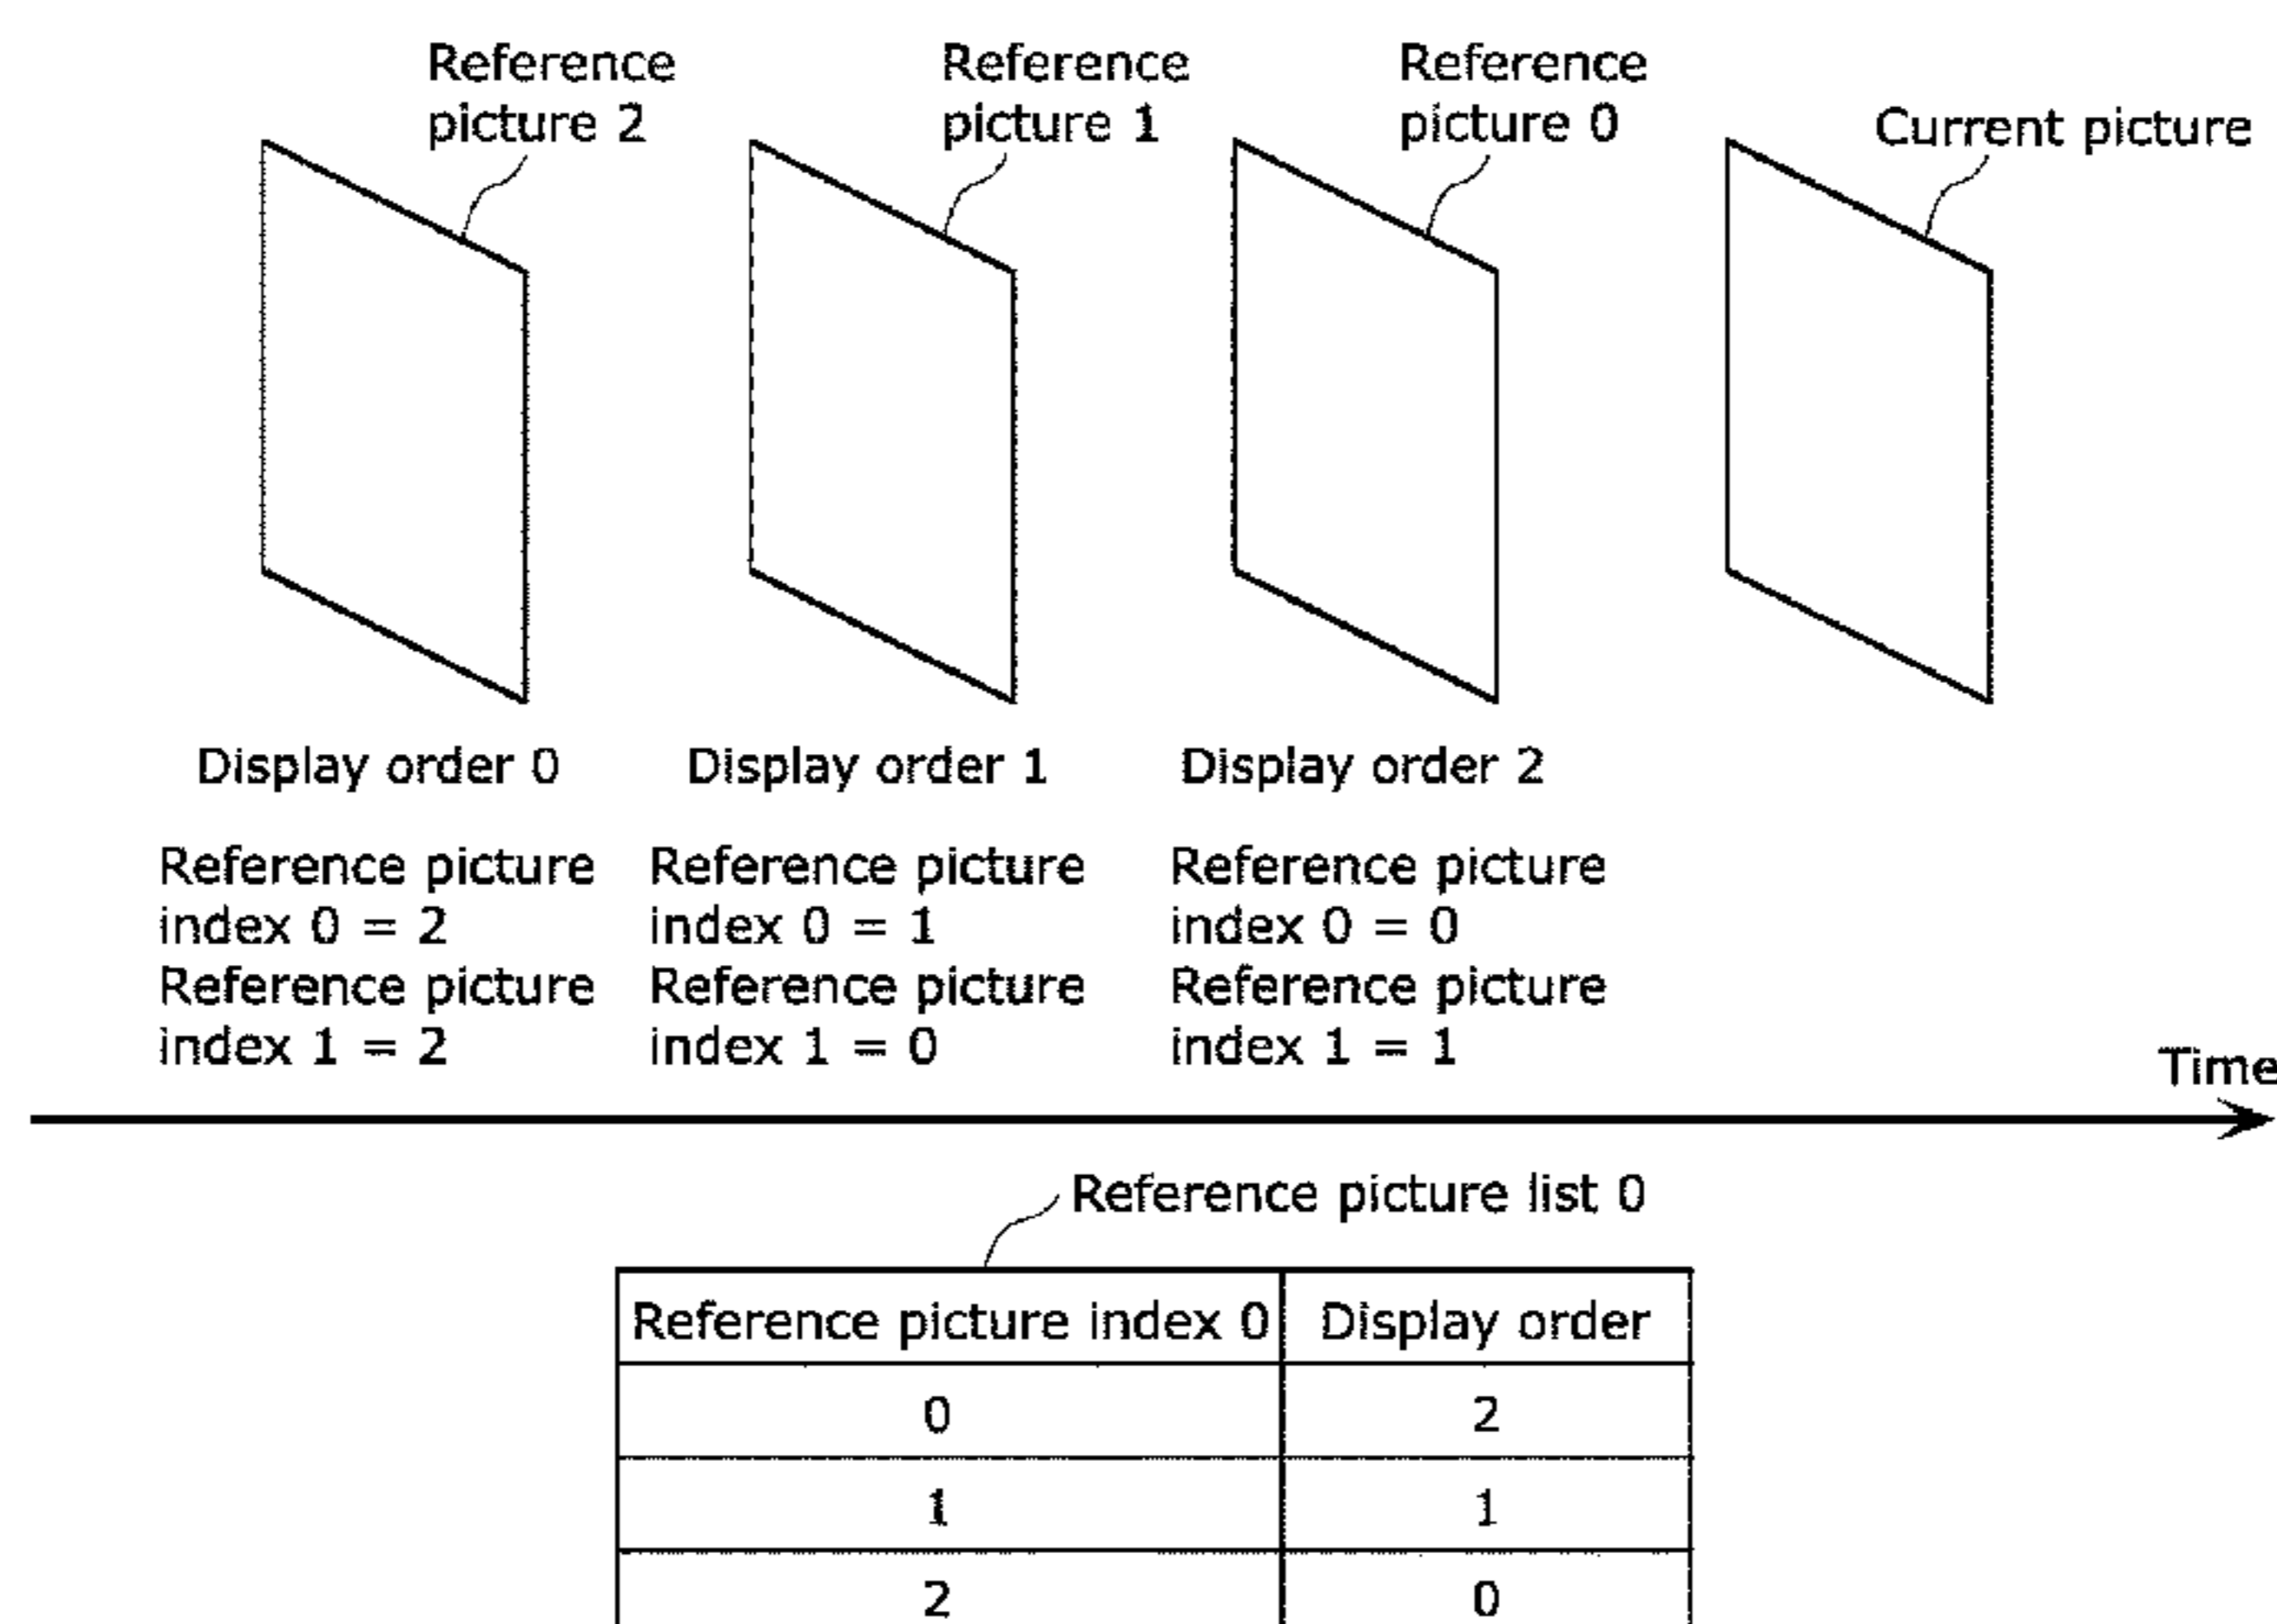 Reference
picture 2
Reference
picture 1
Reference
picture 0
Current picture
Display order 0
Display order 1
Display order 2
Reference picture
index 0 = 2
Reference picture
index 1 = 2
Reference picture
index 0 = 1
Reference picture
index 1 = 0
Reference picture
index 0 = 0
Reference picture
index 1 = 1
Time
Reference picture list 0
Reference picture index 0 Display order
0 2
1 1
2 0